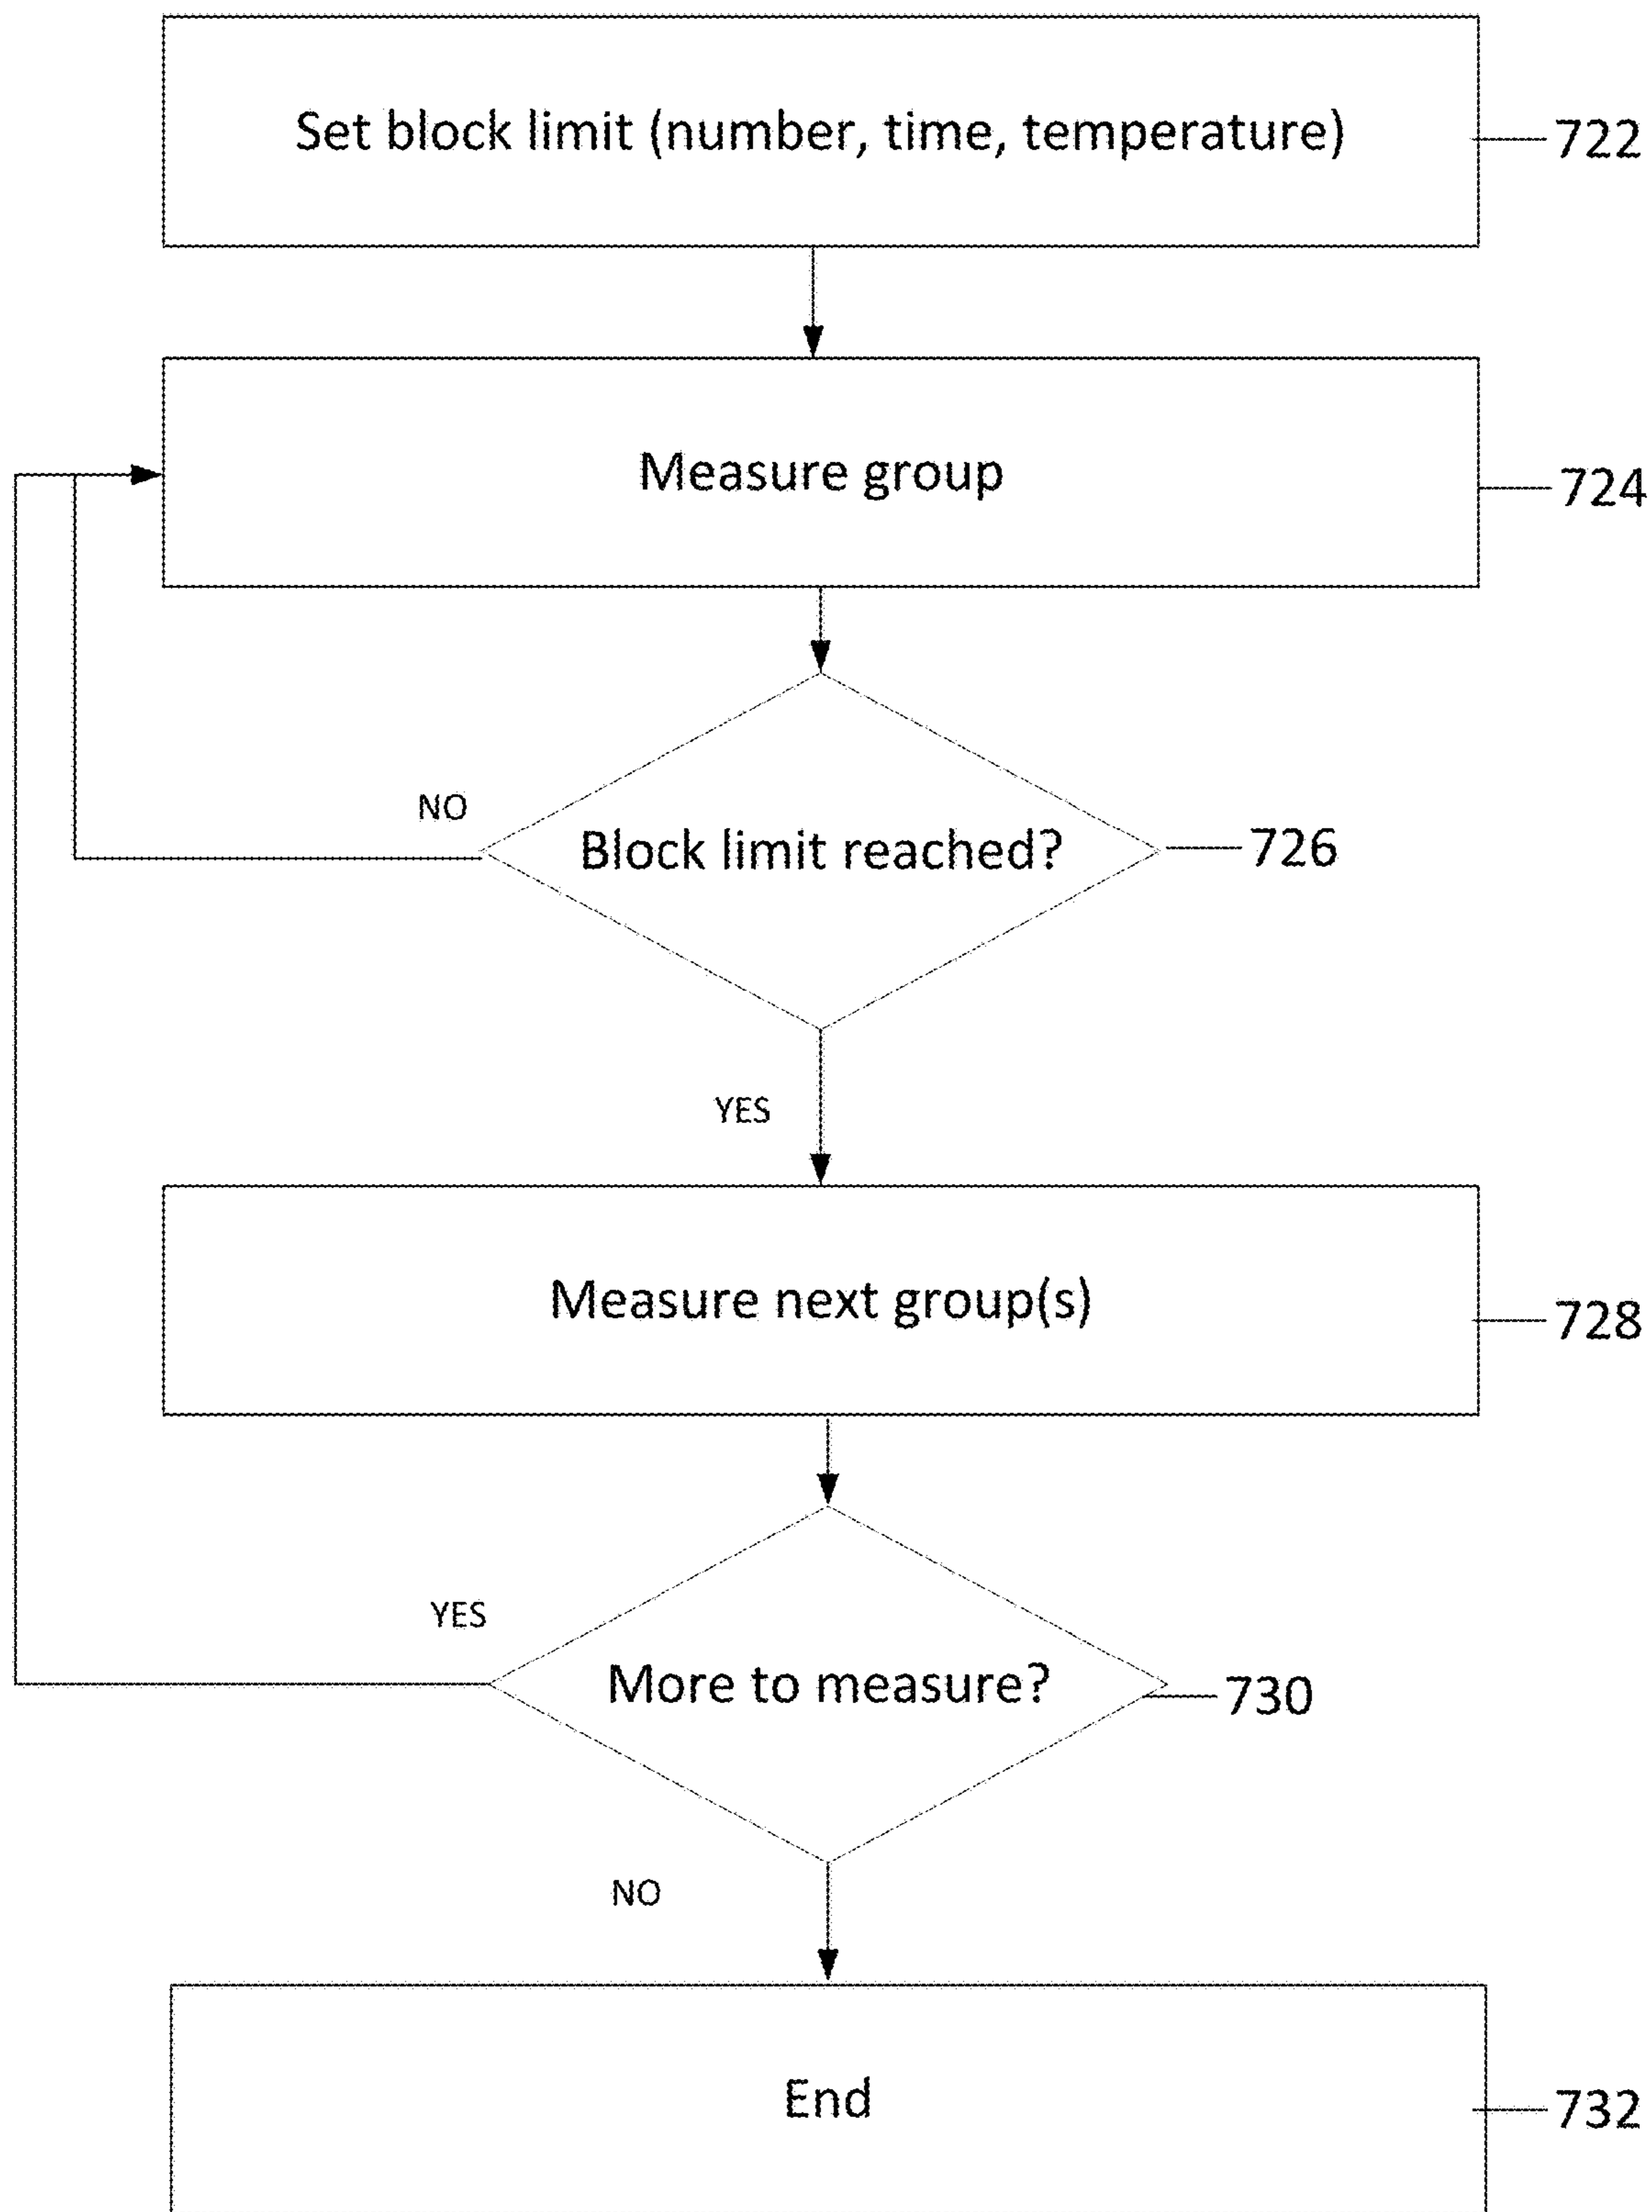 Set block limit (number, time, temperature)
722
Measure group
724
NO
Block limit reached?
726
YES
Measure next group(s)
728
YES
More to measure?
730
NO
End
732